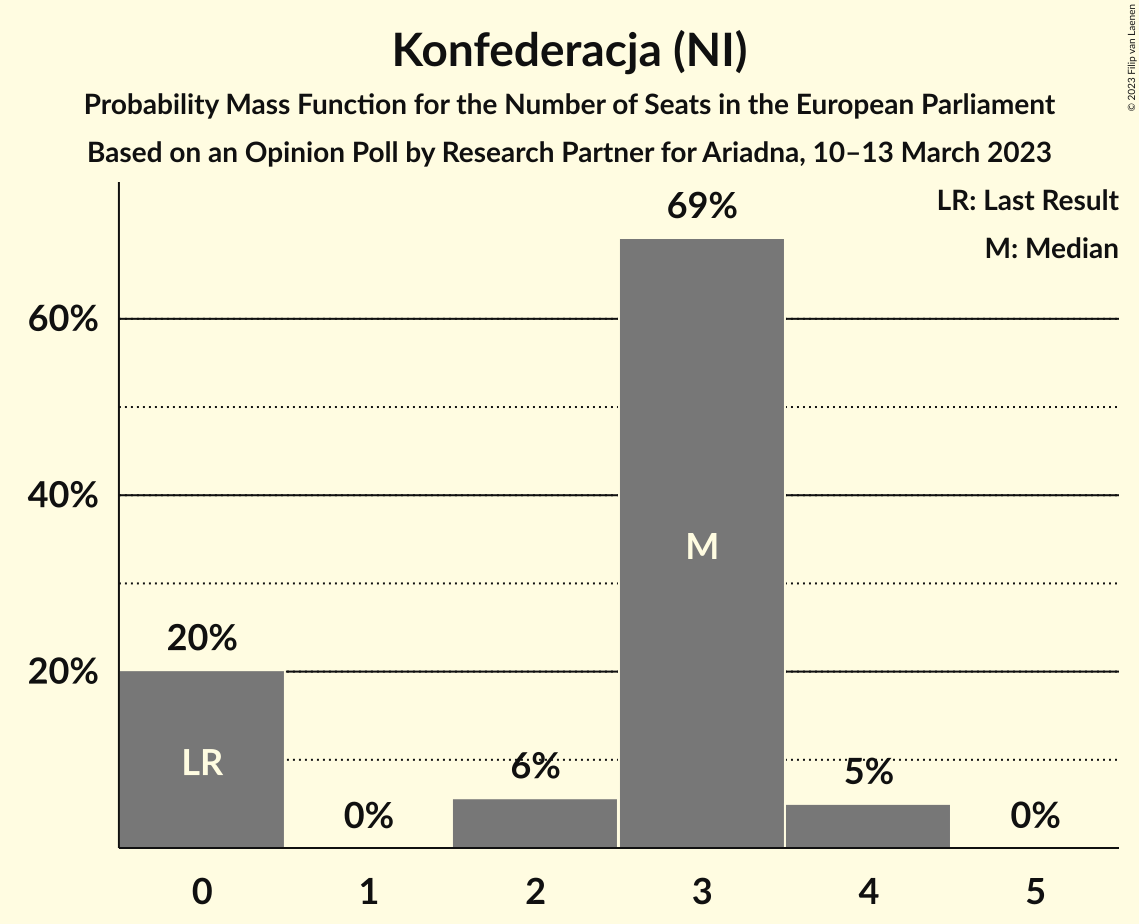 Konfederacja (NI)
Probability Mass Function for the Number of Seats in the European Parliament
Based on an Opinion Poll by Research Partner for Ariadna, 10–13 March 2023
© 2023 Filip van Laenen
LR: Last Result
M: Median
69%
60%
40%
M
20%
20%
LR
6%
5%
0%
0%
0 1 2 3 4 5